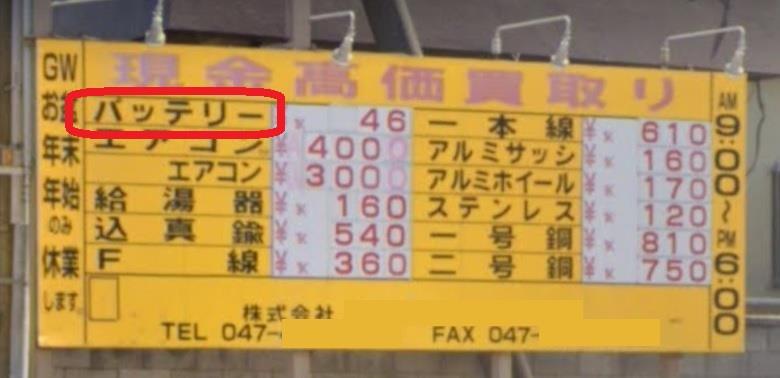 現金高価買取り
GW
お盆
年末
年始
のみ
休業
します。
バッテリー 46
エアコン ¥4000
エアコン ¥3000
給湯器 ¥160
込真鍮 ¥540
F線 ¥360
一本線 ¥610
アルミサッシ ¥160
アルミホイール ¥170
ステンレス ¥120
一号銅 ¥810
二号銅 ¥750
AM
9:00
~
PM
6:00
株式会社
TEL 047-
FAX 047-